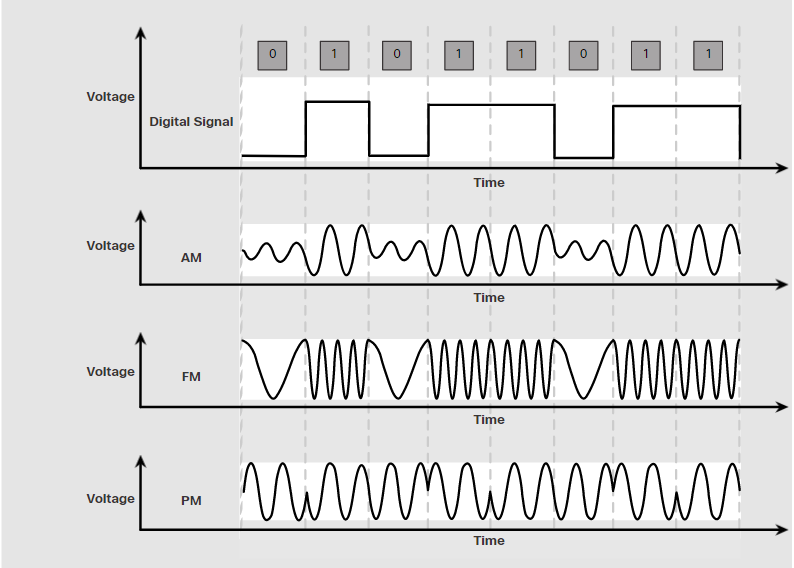 0 1 0 1 1 0 1 1
Voltage
Digital Signal
Time
Voltage
AM
Time
Voltage
FM
Time
Voltage
PM
Time